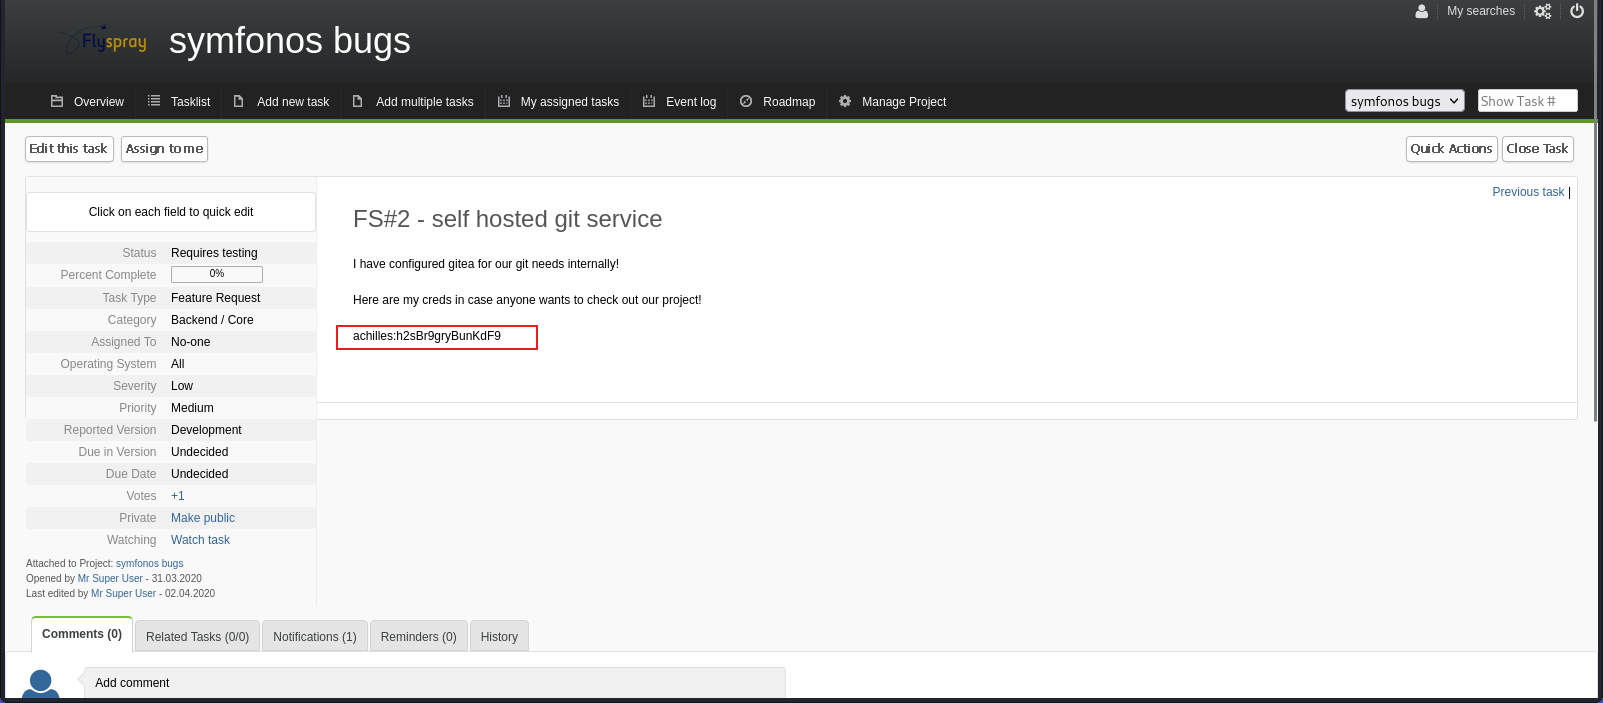 My searches
Flyspray symfonos bugs
Overview Tasklist Add new task Add multiple tasks My assigned tasks Event log Roadmap Manage Project symfonos bugs Show Task #
Edit this task Assign to me Quick Actions Close Task
Previous task |
Click on each field to quick edit
Status Requires testing
Percent Complete 0%
Task Type Feature Request
Category Backend / Core
Assigned To No-one
Operating System All
Severity Low
Priority Medium
Reported Version Development
Due in Version Undecided
Due Date Undecided
Votes +1
Private Make public
Watching Watch task
Attached to Project: symfonos bugs
Opened by Mr Super User - 31.03.2020
Last edited by Mr Super User - 02.04.2020
FS#2 - self hosted git service
I have configured gitea for our git needs internally!
Here are my creds in case anyone wants to check out our project!
achilles:h2sBr9gryBunKdF9
Comments (0) Related Tasks (0/0) Notifications (1) Reminders (0) History
Add comment